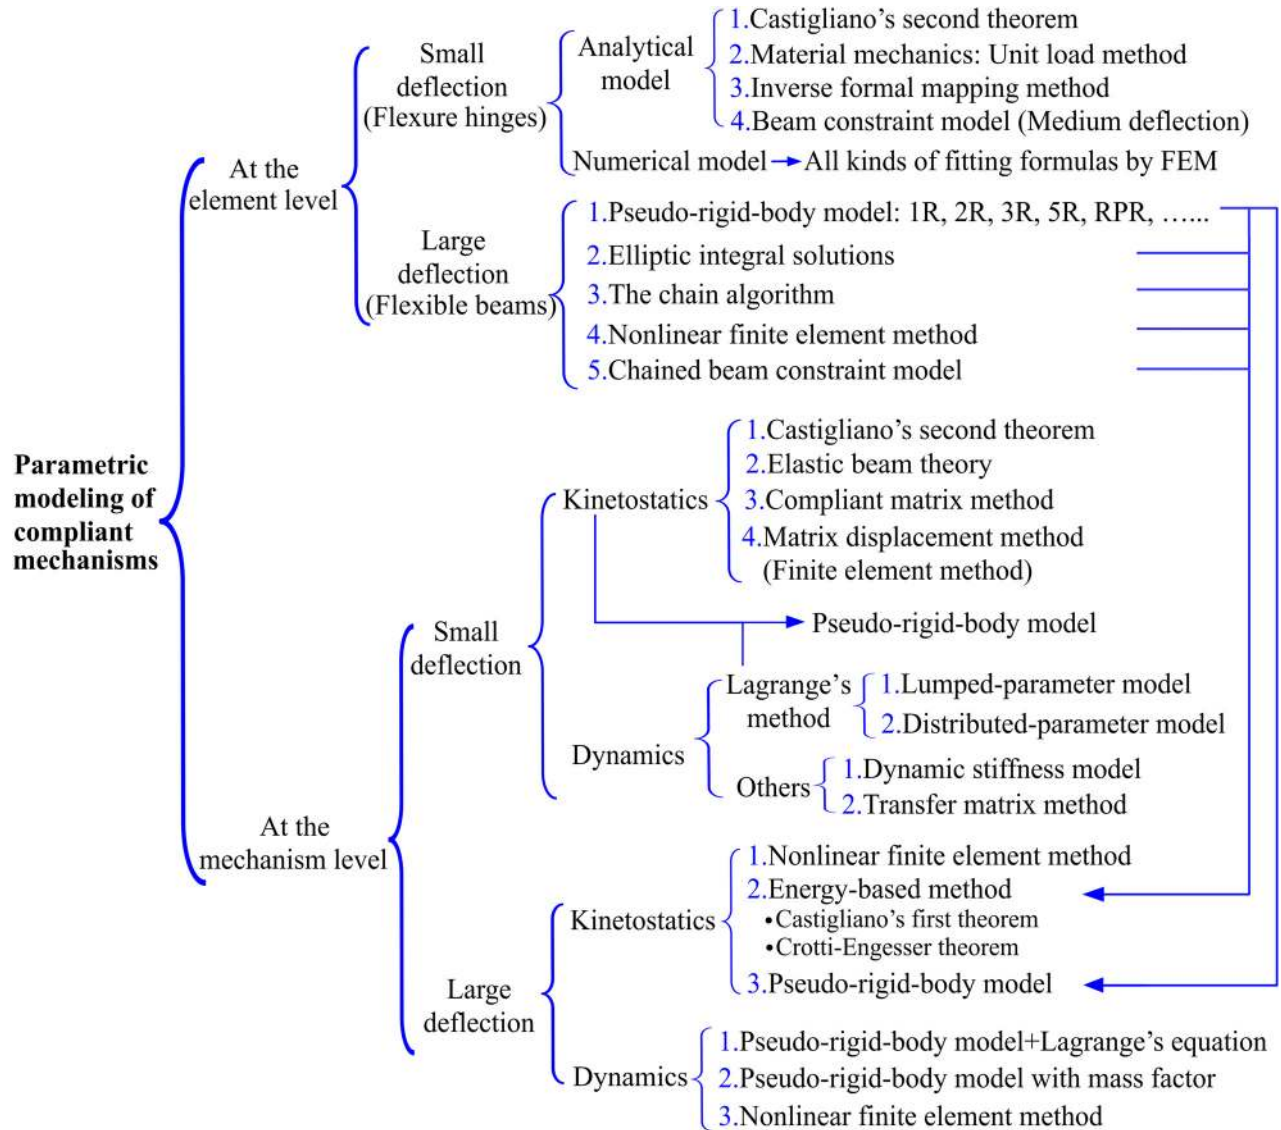 Parametric
modeling of
compliant
mechanisms
At the
element level
Small
deflection
(Flexure hinges)
Analytical
model
1.Castigliano’s second theorem
2.Material mechanics: Unit load method
3.Inverse formal mapping method
4.Beam constraint model (Medium deflection)
Numerical model
All kinds of fitting formulas by FEM
Large
deflection
(Flexible beams)
1.Pseudo-rigid-body model: 1R, 2R, 3R, 5R, RPR, …...
2.Elliptic integral solutions
3.The chain algorithm
4.Nonlinear finite element method
5.Chained beam constraint model
At the
mechanism level
Small
deflection
Kinetostatics
1.Castigliano’s second theorem
2.Elastic beam theory
3.Compliant matrix method
4.Matrix displacement method
(Finite element method)
Pseudo-rigid-body model
Dynamics
Lagrange’s
method
1.Lumped-parameter model
2.Distributed-parameter model
Others
1.Dynamic stiffness model
2.Transfer matrix method
Large
deflection
Kinetostatics
1.Nonlinear finite element method
2.Energy-based method
•Castigliano’s first theorem
•Crotti-Engesser theorem
3.Pseudo-rigid-body model
Dynamics
1.Pseudo-rigid-body model+Lagrange’s equation
2.Pseudo-rigid-body model with mass factor
3.Nonlinear finite element method